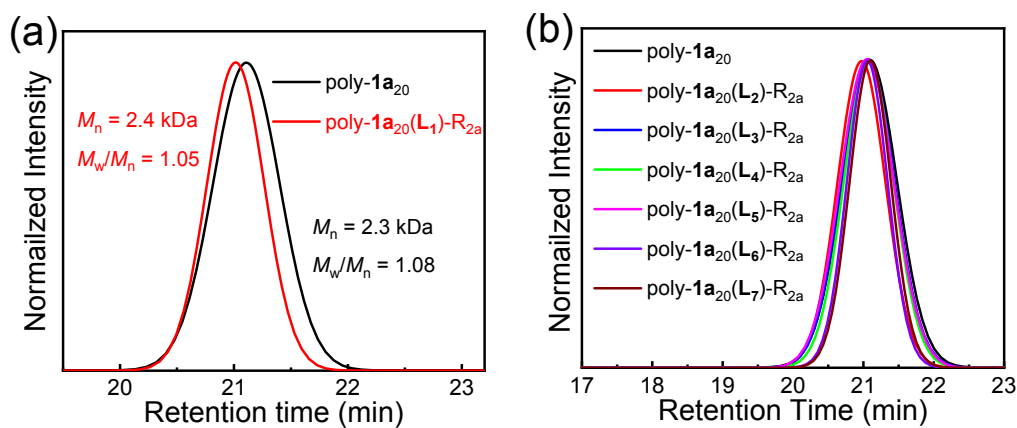 (a)
Normailzed Intensity
poly-1a20
poly-1a20(L1)-R2a
Mn = 2.4 kDa
Mw/Mn = 1.05
Mn = 2.3 kDa
Mw/Mn = 1.08
20 21 22 23
Retention time (min)
(b)
Normailzed Intensity
poly-1a20
poly-1a20(L2)-R2a
poly-1a20(L3)-R2a
poly-1a20(L4)-R2a
poly-1a20(L5)-R2a
poly-1a20(L6)-R2a
poly-1a20(L7)-R2a
17 18 19 20 21 22 23
Retention Time (min)